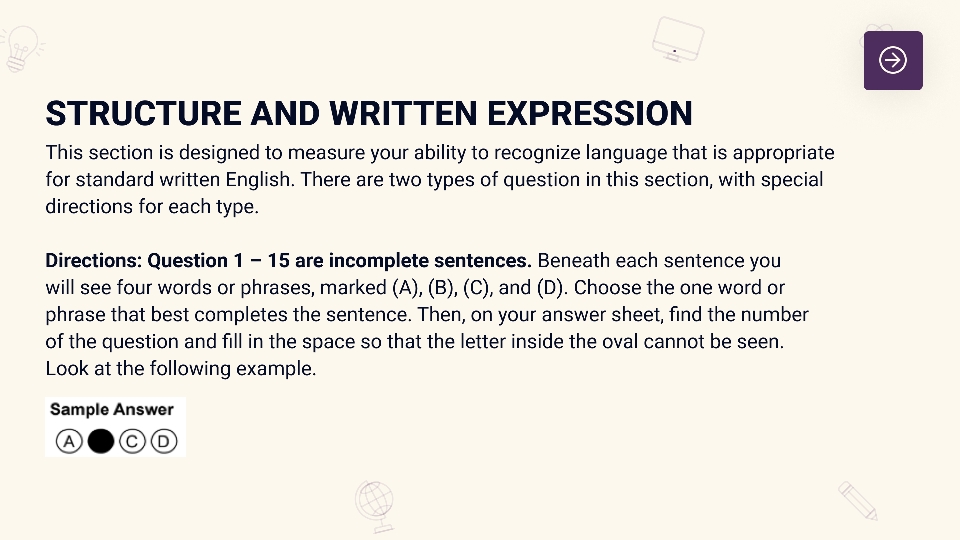 STRUCTURE AND WRITTEN EXPRESSION
This section is designed to measure your ability to recognize language that is appropriate
for standard written English. There are two types of question in this section, with special
directions for each type.
Directions: Question 1 – 15 are incomplete sentences. Beneath each sentence you
will see four words or phrases, marked (A), (B), (C), and (D). Choose the one word or
phrase that best completes the sentence. Then, on your answer sheet, find the number
of the question and fill in the space so that the letter inside the oval cannot be seen.
Look at the following example.
Sample Answer
A C D